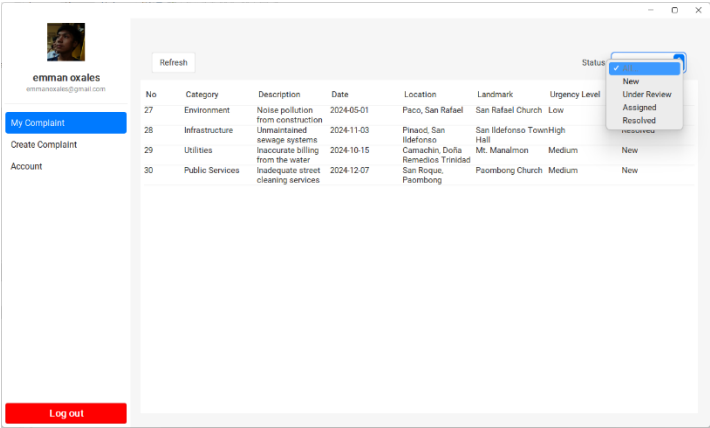 emman oxales
emmanoxales@gmail.com
My Complaint
Create Complaint
Account
Log out
Refresh
Status
New
Under Review
Assigned
Resolved
No Category Description Date Location Landmark Urgency Level
27 Environment Noise pollution from construction 2024-05-01 Paco, San Rafael San Rafael Church Low
28 Infrastructure Unmaintained sewage systems 2024-11-03 Pinaod, San Ildefonso San Ildefonso Town Hall High Resolved
29 Utilities Inaccurate billing from the water 2024-10-15 Camachin, Doña Remedios Trinidad Mt. Manalmon Medium New
30 Public Services Inadequate street cleaning services 2024-12-07 San Roque, Paombong Paombong Church Medium New